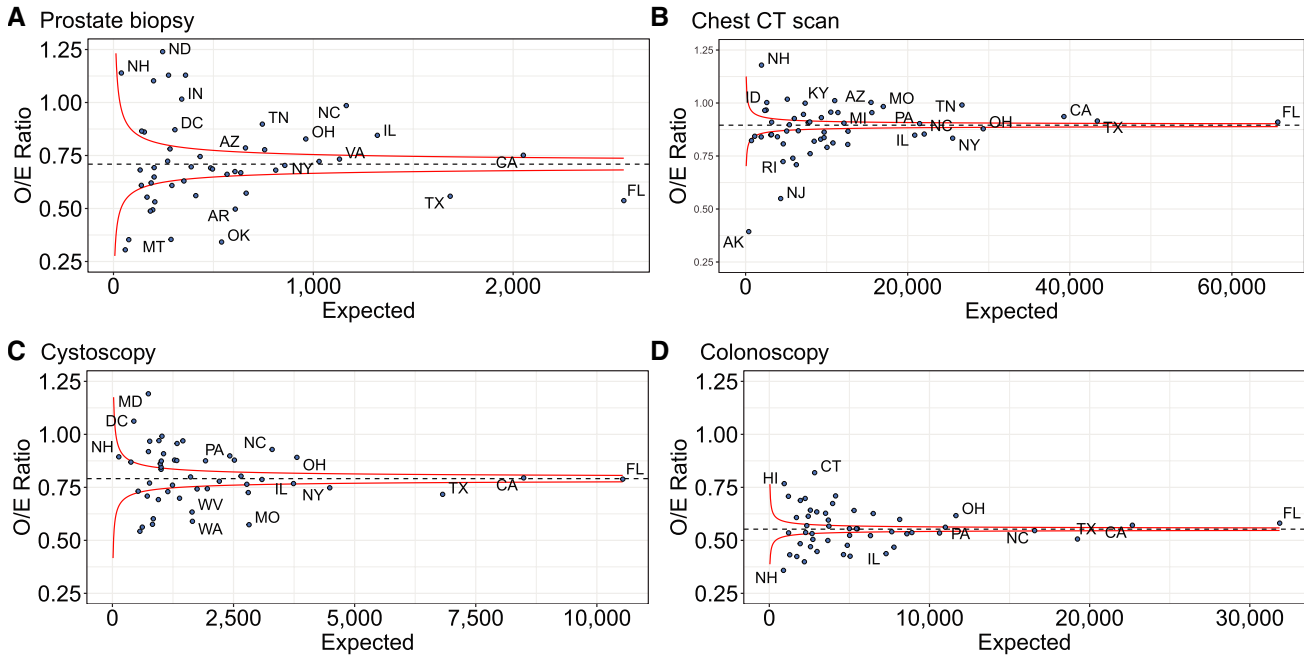 A Prostate biopsy
1.25
1.00
0.75
0.50
0.25
O/E Ratio
ND
NH
IN
DC
TN
NC
AZ
OH
IL
VA
NY
CA
AR
OK
MT
TX
FL
0 1,000 2,000
Expected
B Chest CT scan
1.25
1.00
0.75
0.50
0.25
O/E Ratio
NH
ID
KY
AZ
MO
TN
CA
FL
MI
PA
NC
OH
TX
IL
NY
RI
NJ
AK
0 20,000 40,000 60,000
Expected
C Cystoscopy
1.25
1.00
0.75
0.50
0.25
O/E Ratio
MD
DC
NH
PA
NC
OH
FL
IL
NY
TX
CA
WV
WA
MO
0 2,500 5,000 7,500 10,000
Expected
D Colonoscopy
1.25
1.00
0.75
0.50
0.25
O/E Ratio
CT
HI
OH
FL
PA
NC
TX
CA
IL
NH
0 10,000 20,000 30,000
Expected